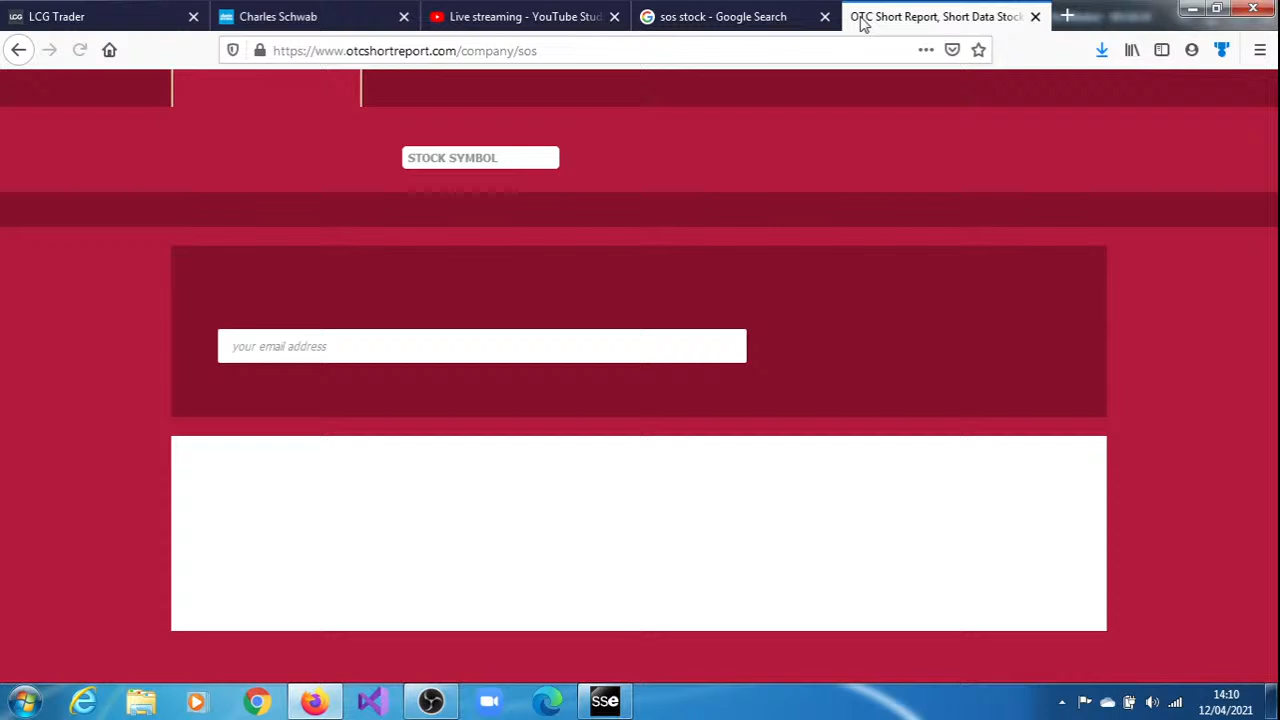 LCG Trader
Charles Schwab
Live streaming - YouTube Stud
sos stock - Google Search
OTC Short Report, Short Data Stock
https://www.otcshortreport.com/company/sos
STOCK SYMBOL
your email address
sse
14:10
12/04/2021